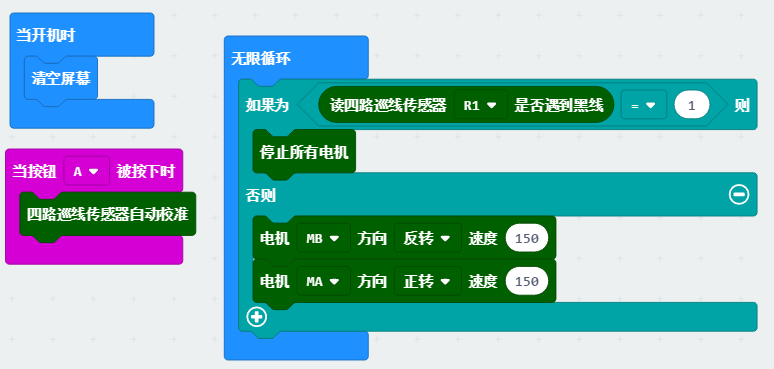 当开机时
清空屏幕
当按钮 A 被按下时
四路巡线传感器自动校准
无限循环
如果为 读四路巡线传感器 R1 是否遇到黑线 = 1 则
停止所有电机
否则
电机 MB 方向 反转 速度 150
电机 MA 方向 正转 速度 150